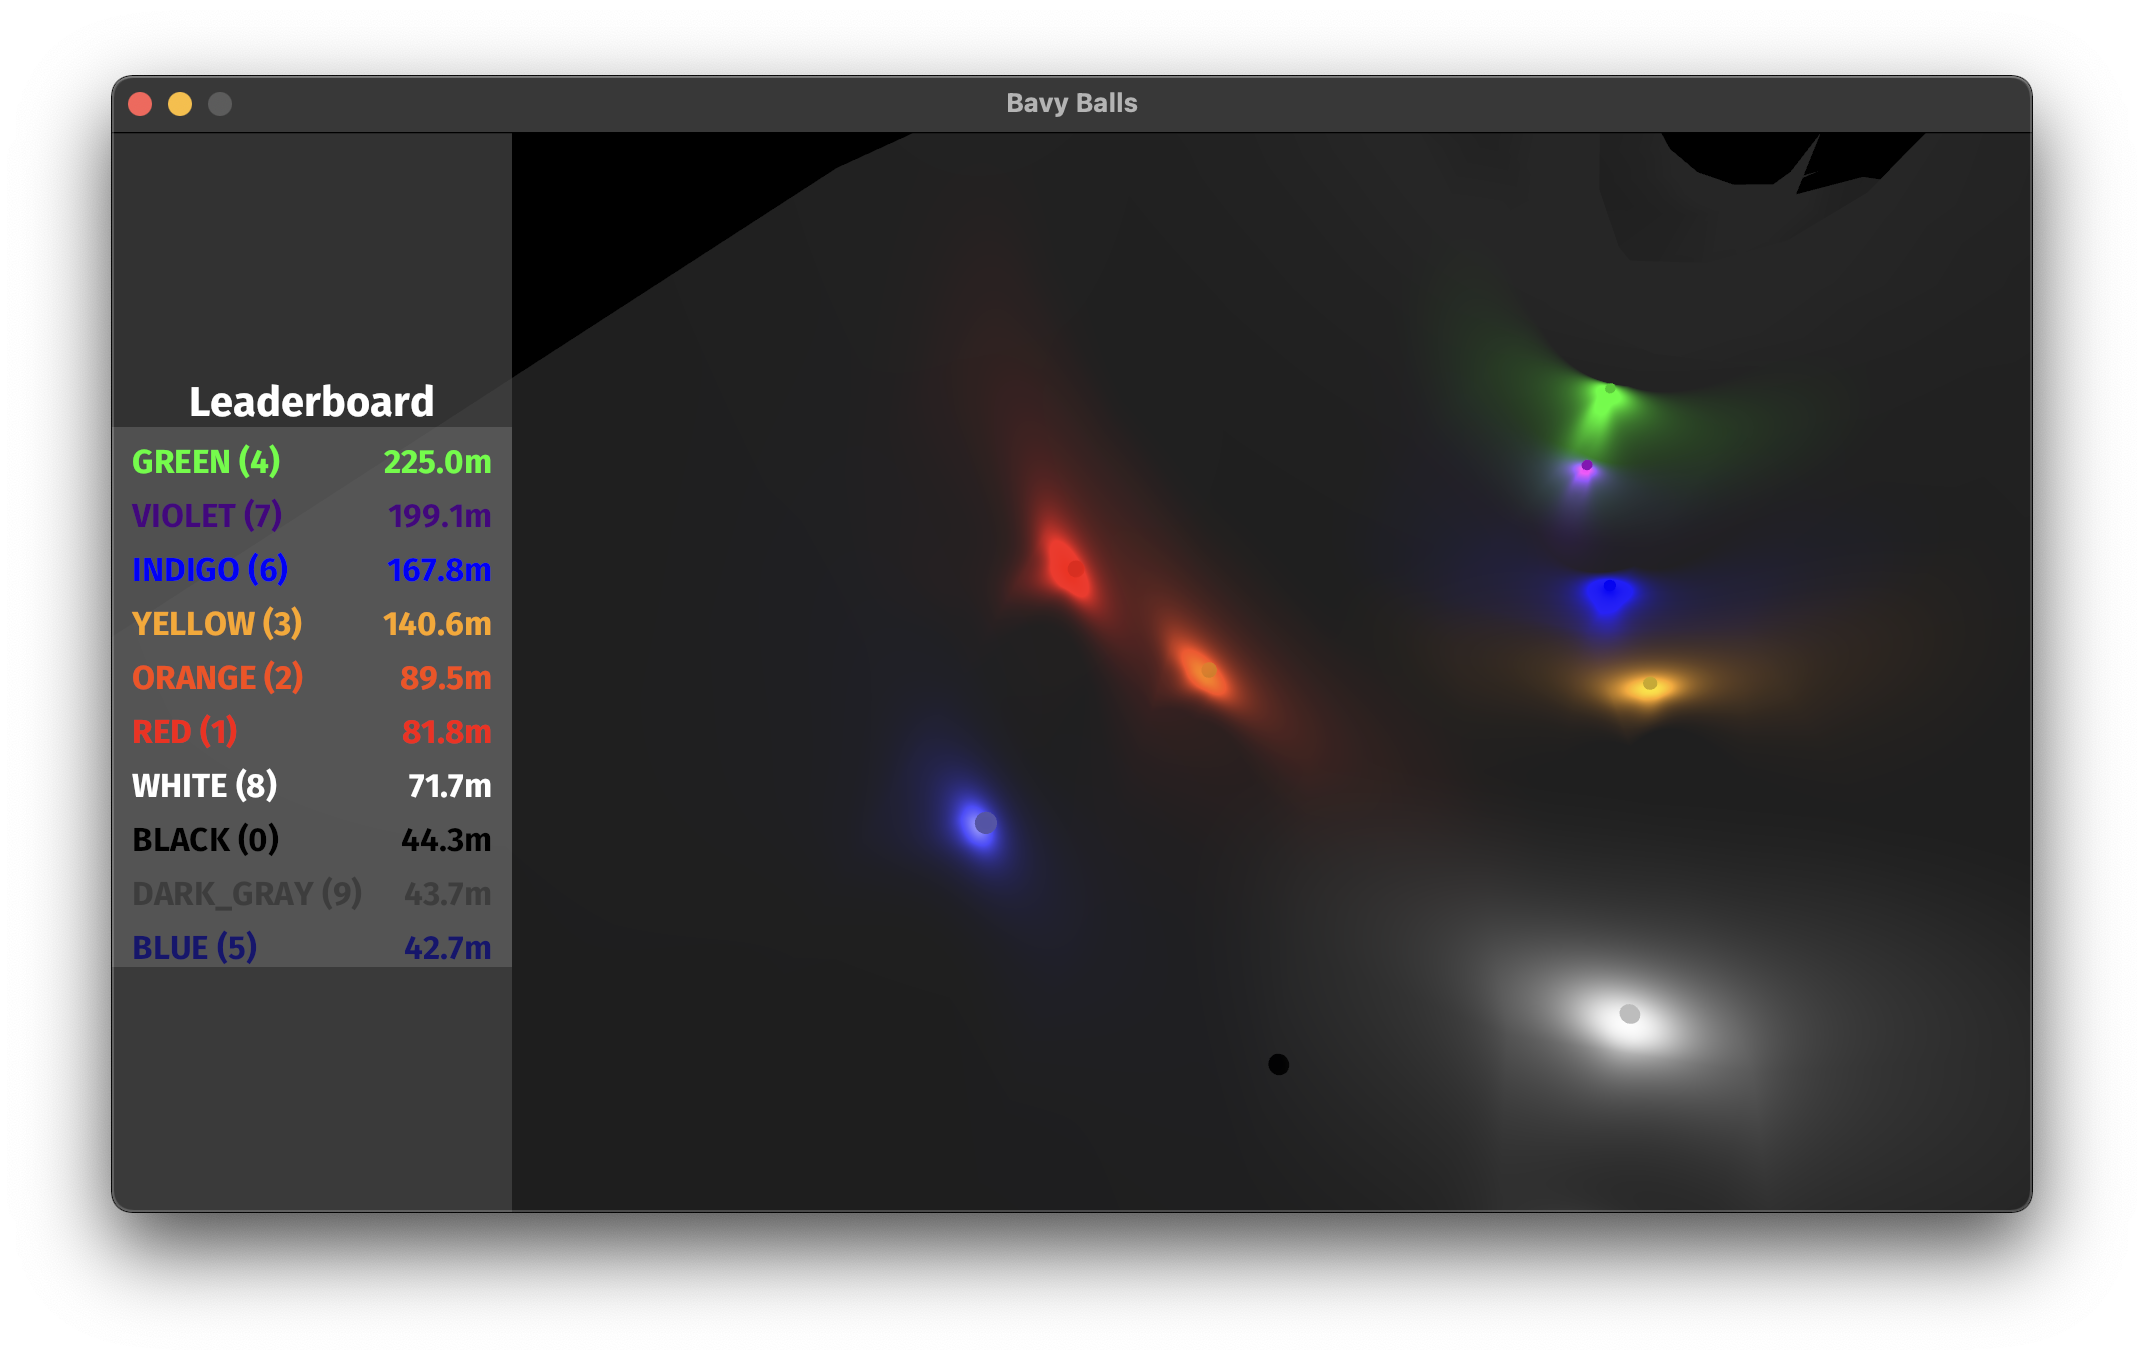 Bavy Balls
Leaderboard
GREEN (4) 225.0m
VIOLET (7) 199.1m
INDIGO (6) 167.8m
YELLOW (3) 140.6m
ORANGE (2) 89.5m
RED (1) 81.8m
WHITE (8) 71.7m
BLACK (0) 44.3m
DARK_GRAY (9) 43.7m
BLUE (5) 42.7m